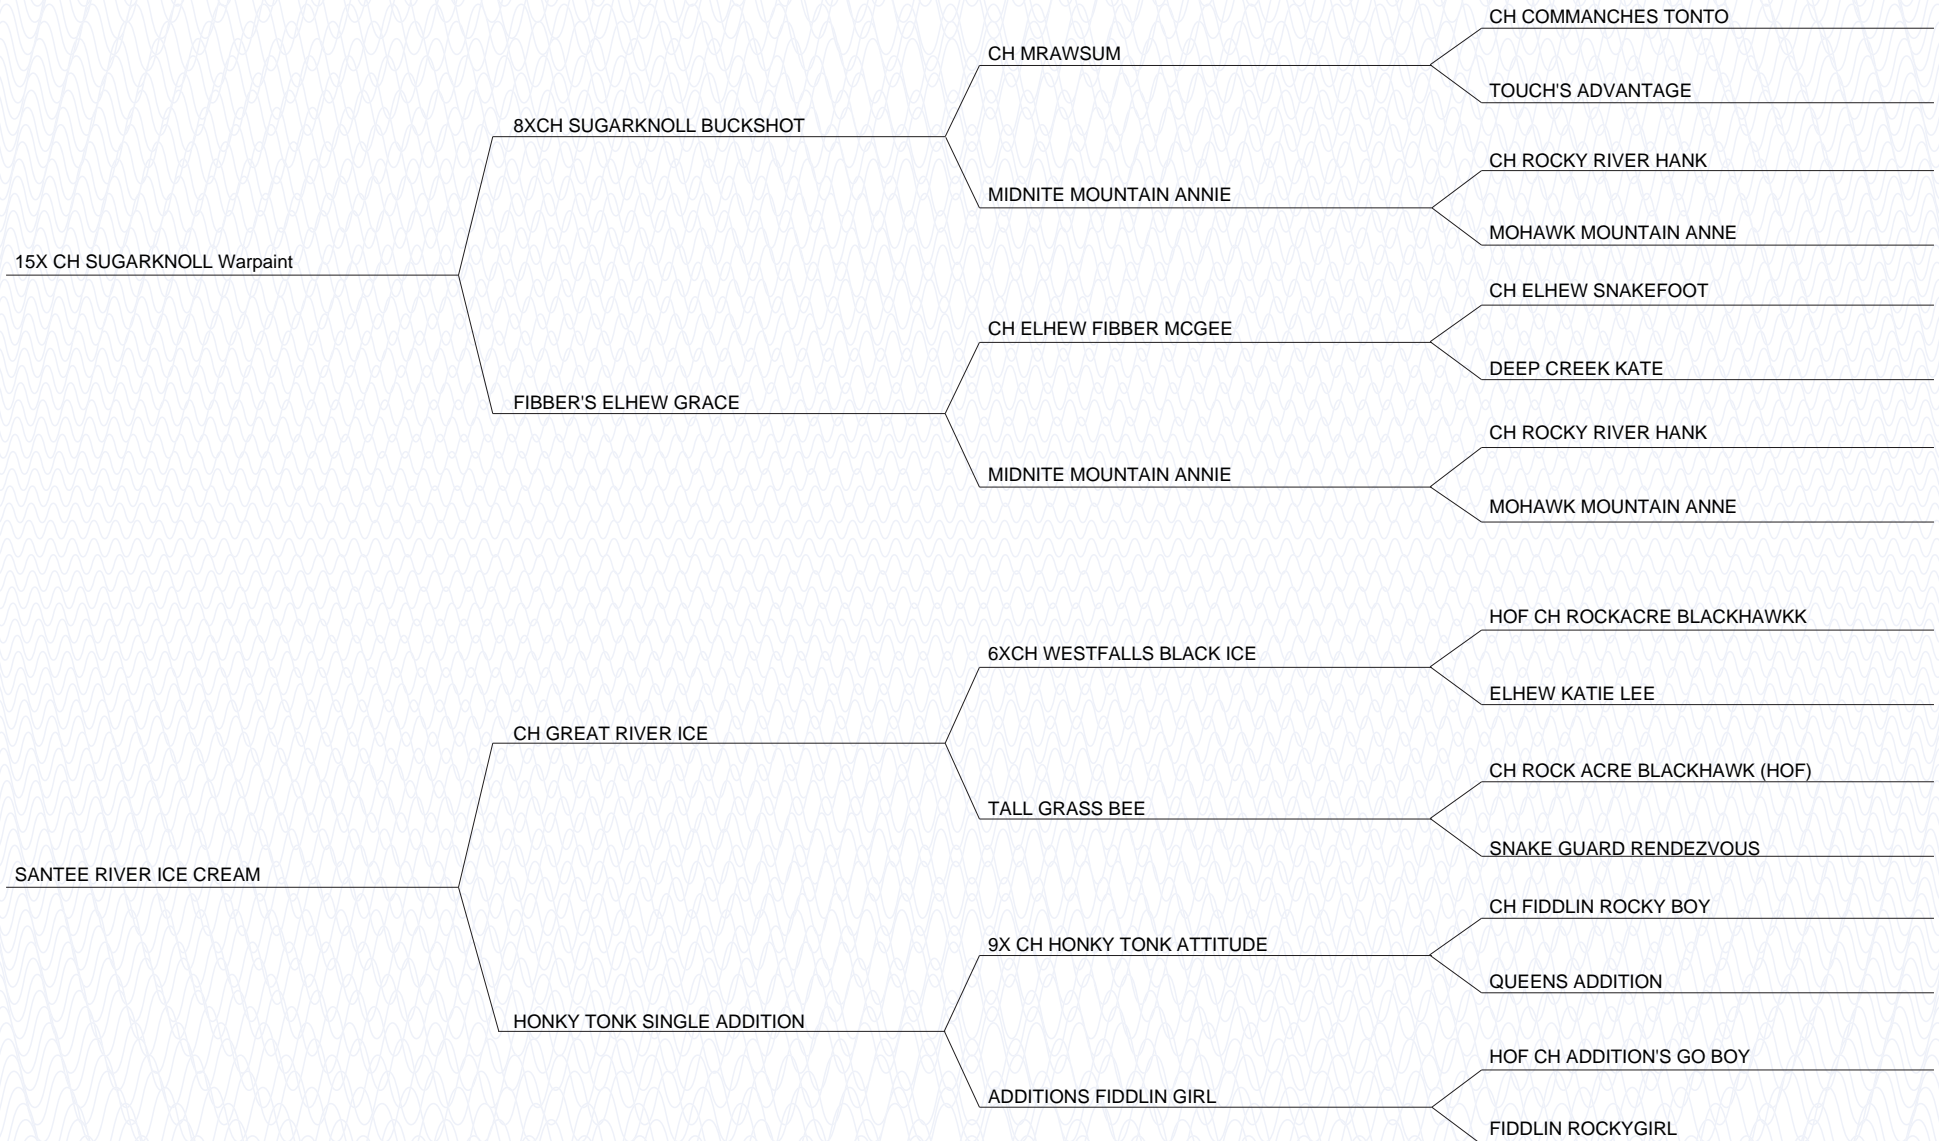 CH COMMANCHES TONTO
CH MRAWSUM
TOUCH'S ADVANTAGE
8XCH SUGARKNOLL BUCKSHOT
CH ROCKY RIVER HANK
MIDNITE MOUNTAIN ANNIE
MOHAWK MOUNTAIN ANNE
15X CH SUGARKNOLL Warpaint
CH ELHEW SNAKEFOOT
CH ELHEW FIBBER MCGEE
DEEP CREEK KATE
FIBBER'S ELHEW GRACE
CH ROCKY RIVER HANK
MIDNITE MOUNTAIN ANNIE
MOHAWK MOUNTAIN ANNE
HOF CH ROCKACRE BLACKHAWKK
6XCH WESTFALLS BLACK ICE
ELHEW KATIE LEE
CH GREAT RIVER ICE
CH ROCK ACRE BLACKHAWK (HOF)
TALL GRASS BEE
SNAKE GUARD RENDEZVOUS
SANTEE RIVER ICE CREAM
CH FIDDLIN ROCKY BOY
9X CH HONKY TONK ATTITUDE
QUEENS ADDITION
HONKY TONK SINGLE ADDITION
HOF CH ADDITION'S GO BOY
ADDITIONS FIDDLIN GIRL
FIDDLIN ROCKYGIRL